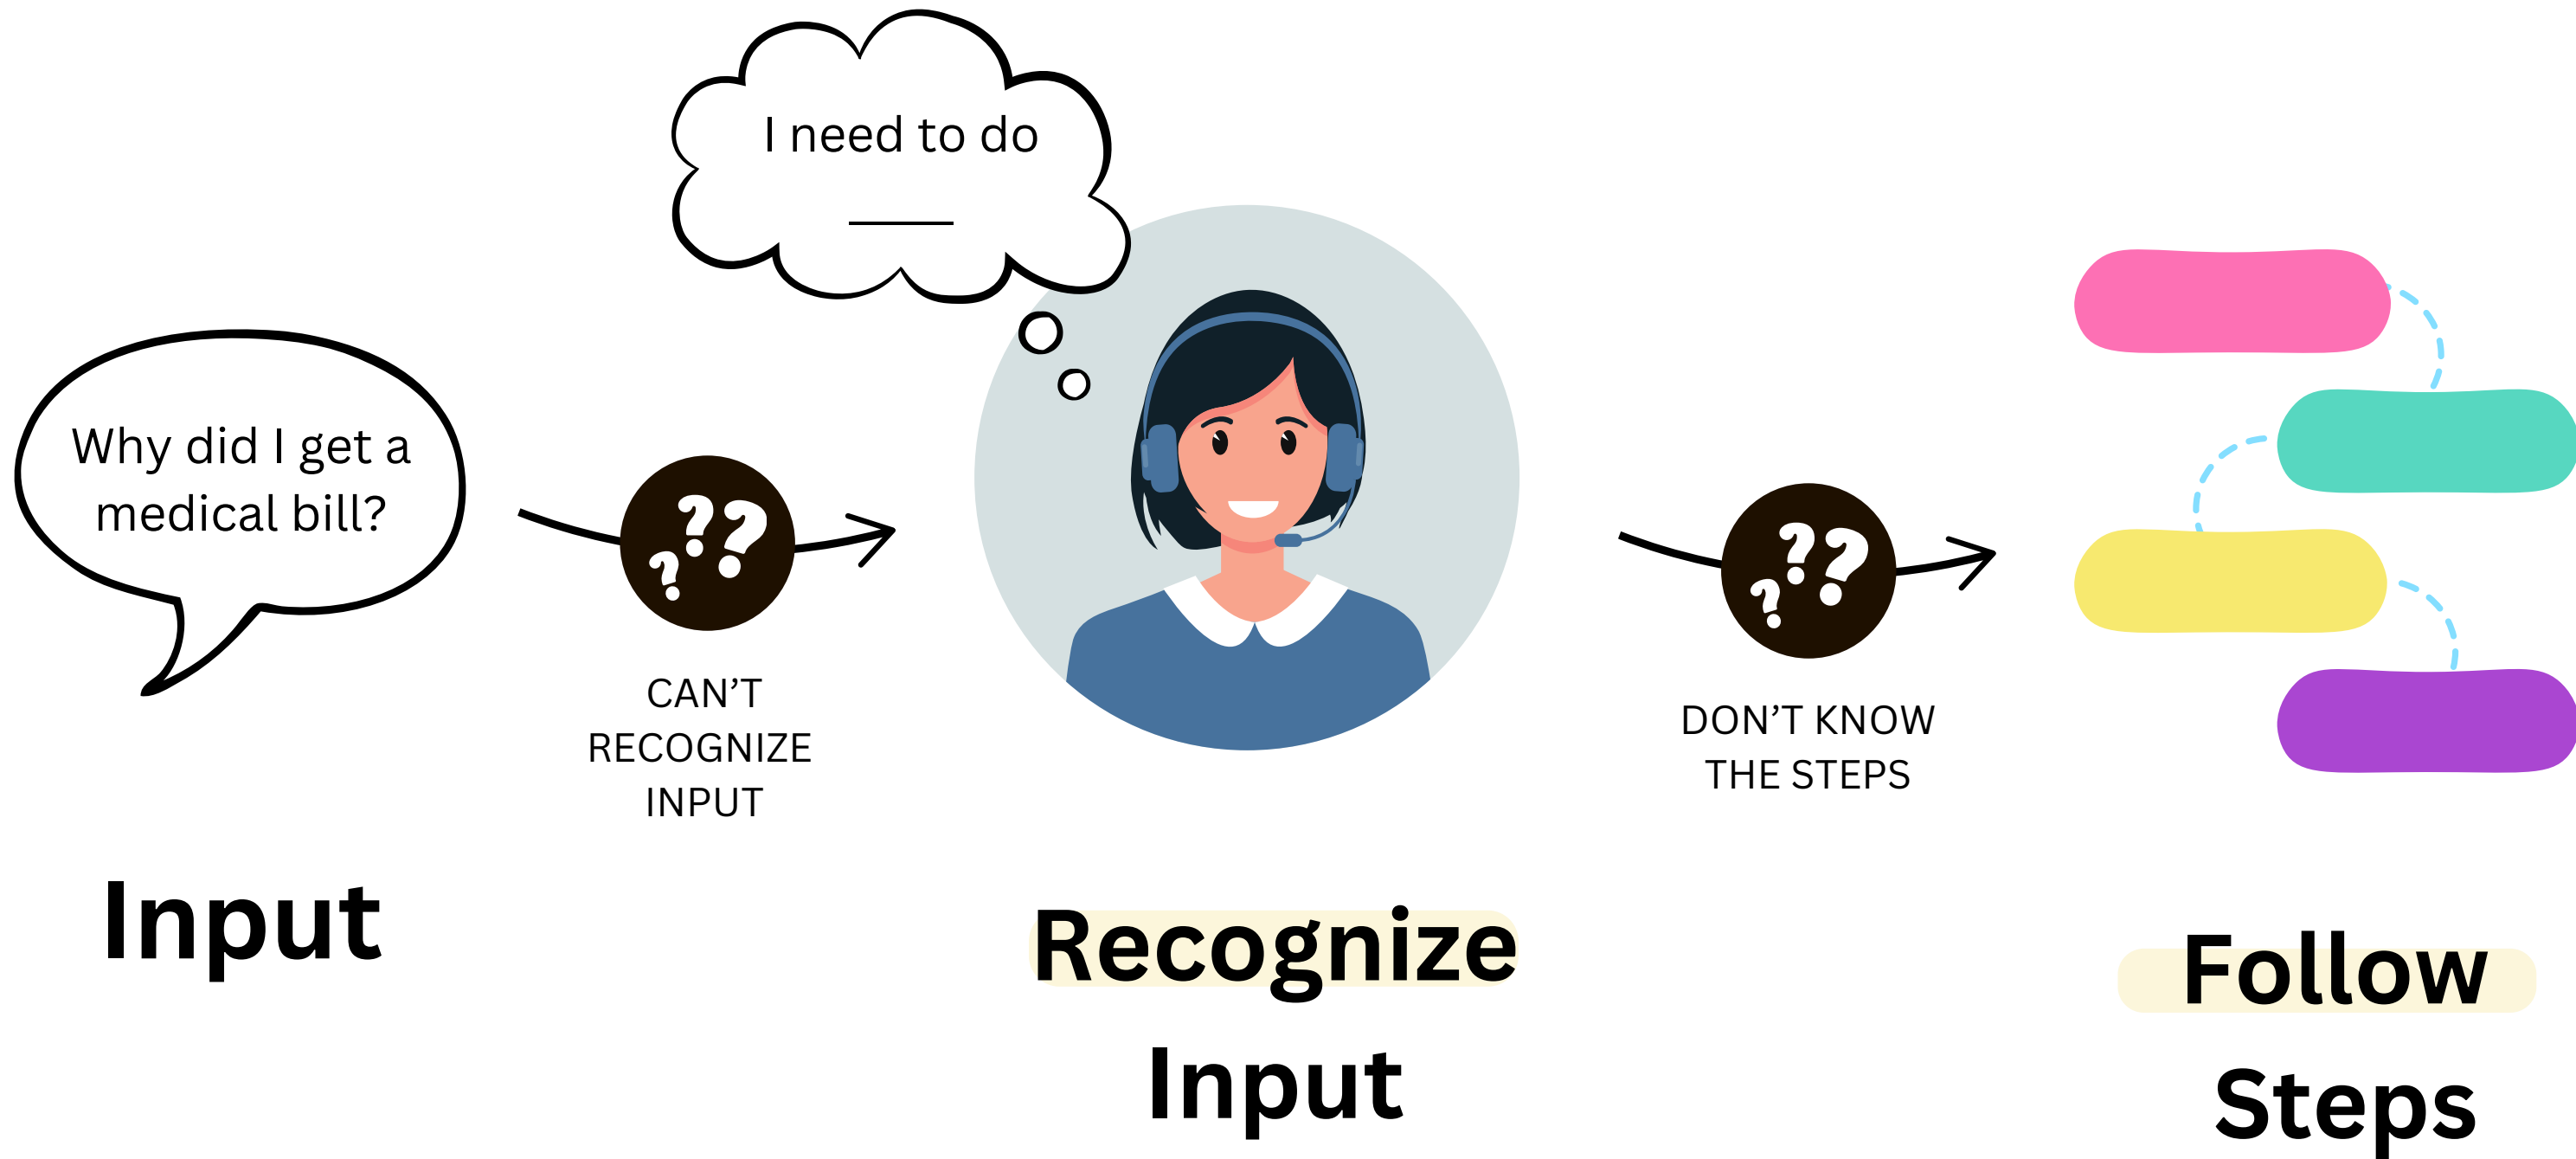 I need to do
____
Why did I get a
medical bill?
? ? ?
CAN’T
RECOGNIZE
INPUT
? ? ?
DON’T KNOW
THE STEPS
Input
Recognize
Input
Follow
Steps